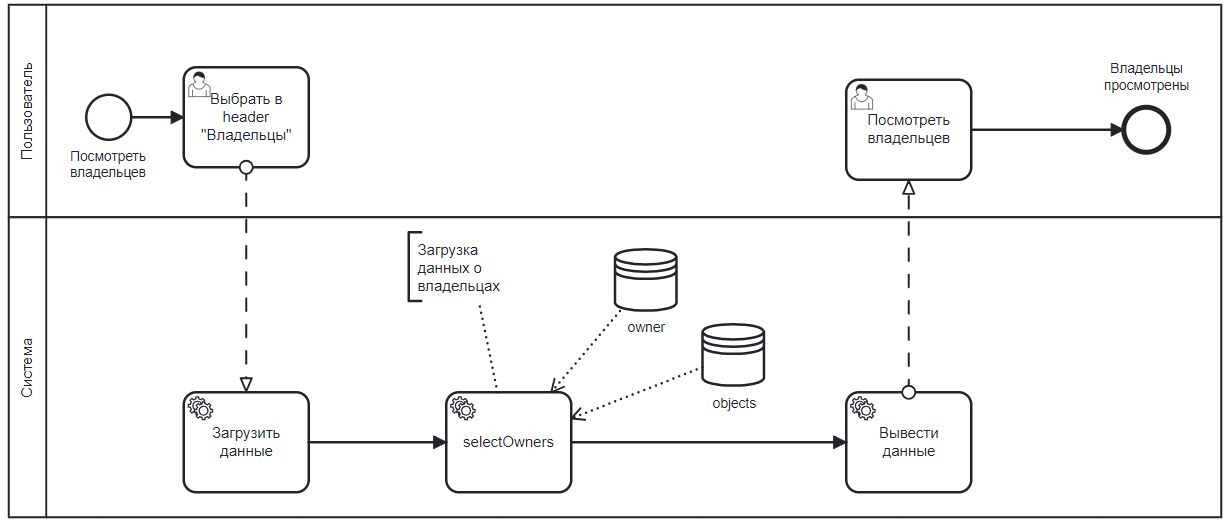 Пользователь
Посмотреть
владельцев
Выбрать в
header
"Владельцы"
Посмотреть
владельцев
Владельцы
просмотрены
Система
Загрузить
данные
Загрузка
данных о
владельцах
selectOwners
owner
objects
Вывести
данные